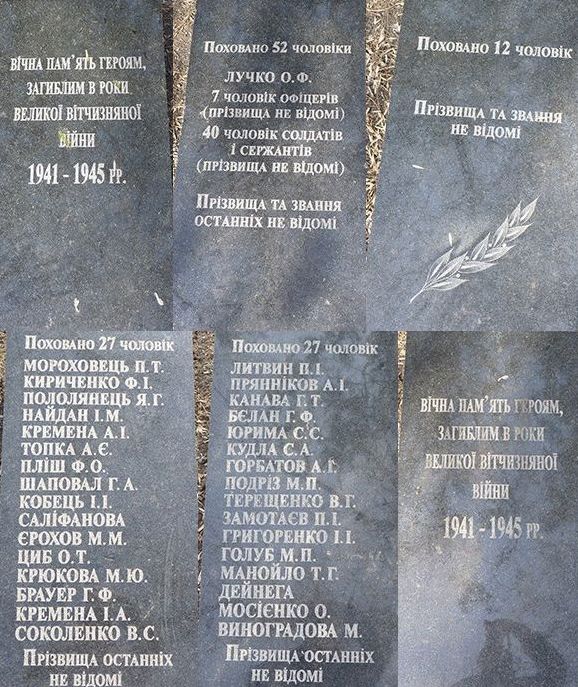 ВІЧНА ПАМ'ЯТЬ ГЕРОЯМ,
ЗАГИБЛИМ В РОКИ
ВЕЛИКОЇ ВІТЧИЗНЯНОЇ
ВІЙНИ
1941 - 1945 РР.
ПОХОВАНО 52 ЧОЛОВІКИ
ЛУЧКО О.Ф.
7 ЧОЛОВІК ОФІЦЕРІВ
(ПРІЗВИЩА НЕ ВІДОМІ)
40 ЧОЛОВІК СОЛДАТІВ
І СЕРЖАНТІВ
(ПРІЗВИЩА НЕ ВІДОМІ)
ПРІЗВИЩА ТА ЗВАННЯ
ОСТАННІХ НЕ ВІДОМІ
ПОХОВАНО 12 ЧОЛОВІК
ПРІЗВИЩА ТА ЗВАННЯ
НЕ ВІДОМІ
ПОХОВАНО 27 ЧОЛОВІК
МОРОХОВЕЦЬ П.Т.
КИРИЧЕНКО Ф.І.
ПОЛОЛЯНЕЦЬ Я.Г.
НАЙДАН І.М.
КРЕМЕНА А.І.
ТОПКА А.Є.
ПЛІШ Ф.О.
ШАПОВАЛ Г.А.
КОБЕЦЬ І.І.
САЛІФАНОВА
ЄРОХОВ М.М.
ЦИБ О.Т.
КРЮКОВА М.Ю.
БРАУЕР Г.Ф.
КРЕМЕНА І.А.
СОКОЛЕНКО В.С.
ПРІЗВИЩА ОСТАННІХ
НЕ ВІДОМІ
ПОХОВАНО 27 ЧОЛОВІК
ЛИТВИН П.І.
ПРЯННИКОВ А.І.
КАНАВА Г.Т.
БЄЛАН Г.Ф.
ЮРИМА С.С.
КУДЛА С.А.
ГОРБАТОВ А.Г.
ПОДРІЗ М.П.
ТЕРЕЩЕНКО В.Г.
ЗАМОТАЄВ П.І.
ГРИГОРЕНКО І.І.
ГОЛУБ М.П.
МАНОЙЛО Т.Г.
ДЕЙНЕГА
МОСІЄНКО О.
ВИНОГРАДОВА М.
ПРІЗВИЩА ОСТАННІХ
НЕ ВІДОМІ
ВІЧНА ПАМ'ЯТЬ ГЕРОЯМ,
ЗАГИБЛИМ В РОКИ
ВЕЛИКОЇ ВІТЧИЗНЯНОЇ
ВІЙНИ
1941 - 1945 РР.